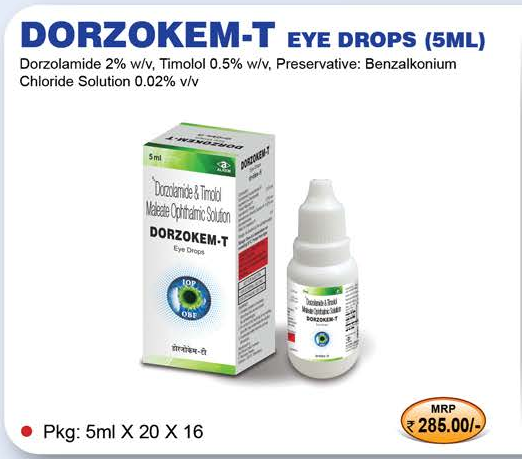 DORZOKEM-T EYE DROPS (5ML)
Dorzolamide 2% w/v, Timolol 0.5% w/v, Preservative: Benzalkonium
Chloride Solution 0.02% v/v
5ml
ALKEM
Dorzolamide & Timolol
Maleate Ophthalmic Solution
DORZOKEM-T
Eye Drops
IOP
OBF
डोरजोकेम-टी
DORZOKEM-T
Dorzolamide & Timolol
Maleate Ophthalmic Solution
DORZOKEM-T
MRP
₹ 285.00/-
Pkg: 5ml X 20 X 16